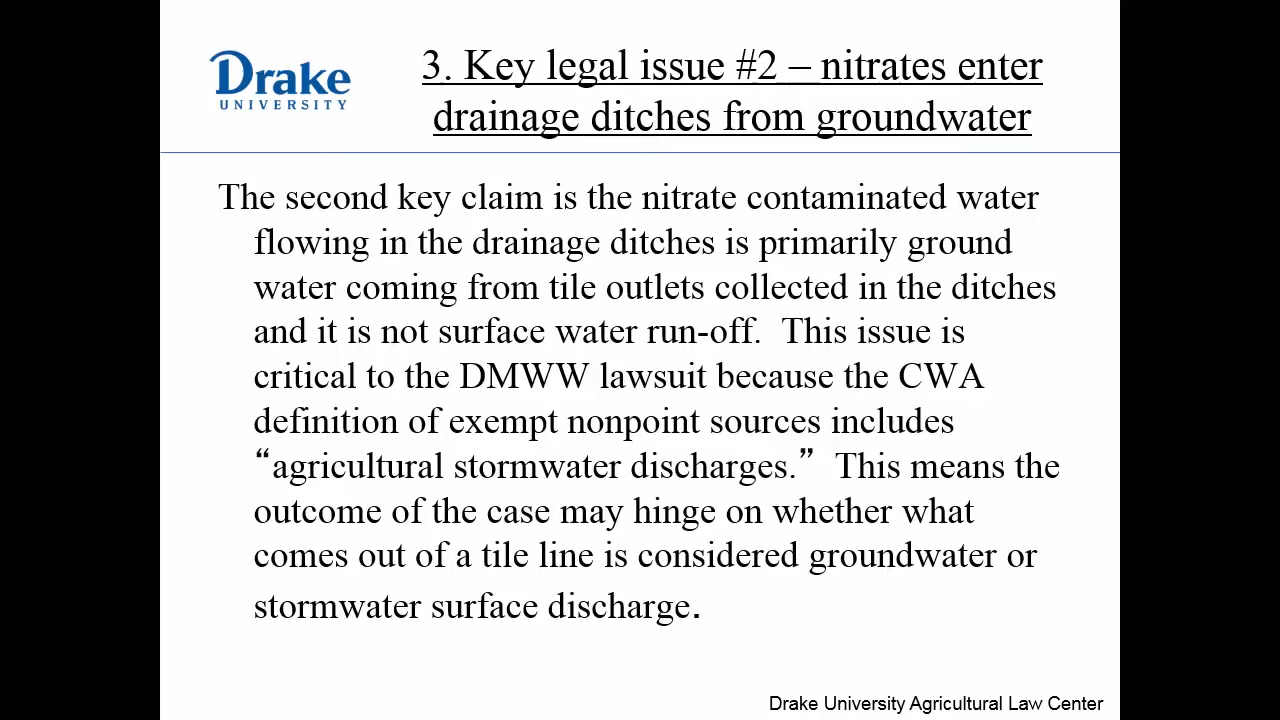 Drake
UNIVERSITY
3. Key legal issue #2 – nitrates enter
drainage ditches from groundwater
The second key claim is the nitrate contaminated water
flowing in the drainage ditches is primarily ground
water coming from tile outlets collected in the ditches
and it is not surface water run-off.  This issue is
critical to the DMWW lawsuit because the CWA
definition of exempt nonpoint sources includes
“agricultural stormwater discharges.”  This means the
outcome of the case may hinge on whether what
comes out of a tile line is considered groundwater or
stormwater surface discharge.
Drake University Agricultural Law Center